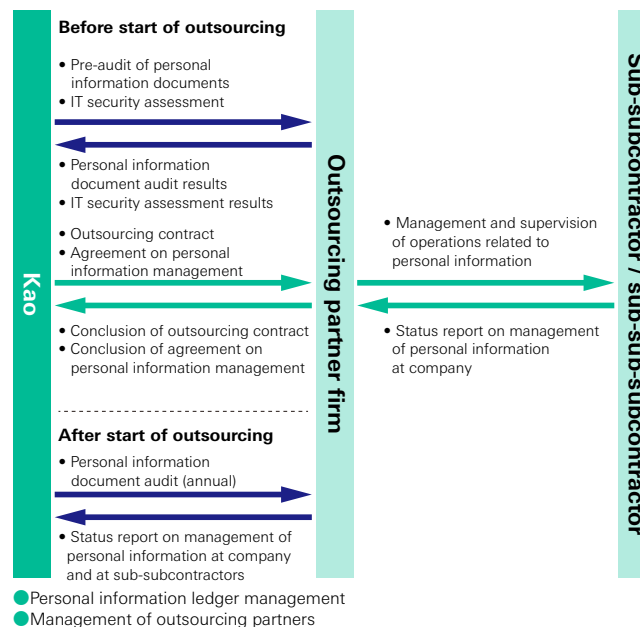 Before start of outsourcing
• Pre-audit of personal
information documents
• IT security assessment
• Personal information
document audit results
• IT security assessment results
• Outsourcing contract
• Agreement on personal
information management
• Conclusion of outsourcing contract
• Conclusion of agreement on
personal information management
After start of outsourcing
• Personal information
document audit (annual)
• Status report on management of
personal information at company
and at sub-subcontractors
Kao
Outsourcing partner firm
• Management and supervision
of operations related to
personal information
• Status report on management
of personal information
at company
Sub-subcontractor / sub-sub-subcontractor
●Personal information ledger management
●Management of outsourcing partners